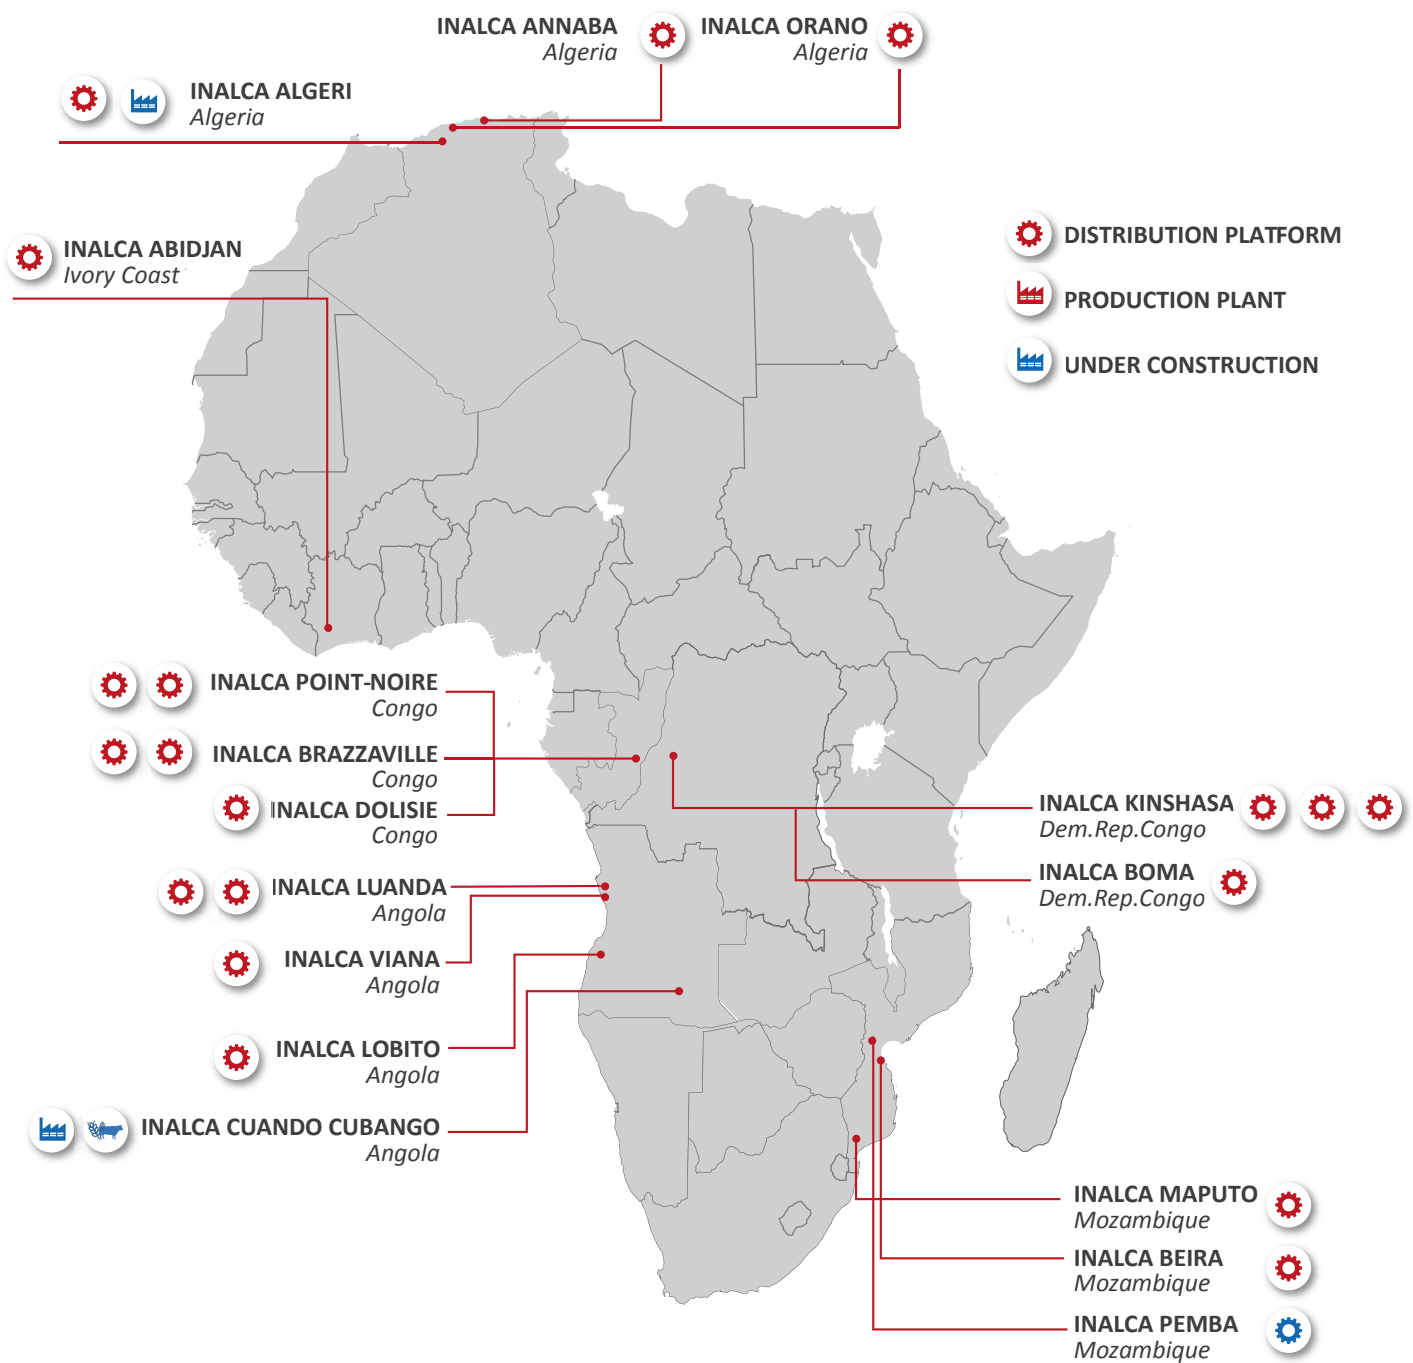 INALCA ANNABA
Algeria
INALCA ORANO
Algeria
INALCA ALGERI
Algeria
INALCA ABIDJAN
Ivory Coast
DISTRIBUTION PLATFORM
PRODUCTION PLANT
UNDER CONSTRUCTION
INALCA POINT-NOIRE
Congo
INALCA BRAZZAVILLE
Congo
INALCA DOLISIE
Congo
INALCA KINSHASA
Dem.Rep.Congo
INALCA BOMA
Dem.Rep.Congo
INALCA LUANDA
Angola
INALCA VIANA
Angola
INALCA LOBITO
Angola
INALCA CUANDO CUBANGO
Angola
INALCA MAPUTO
Mozambique
INALCA BEIRA
Mozambique
INALCA PEMBA
Mozambique